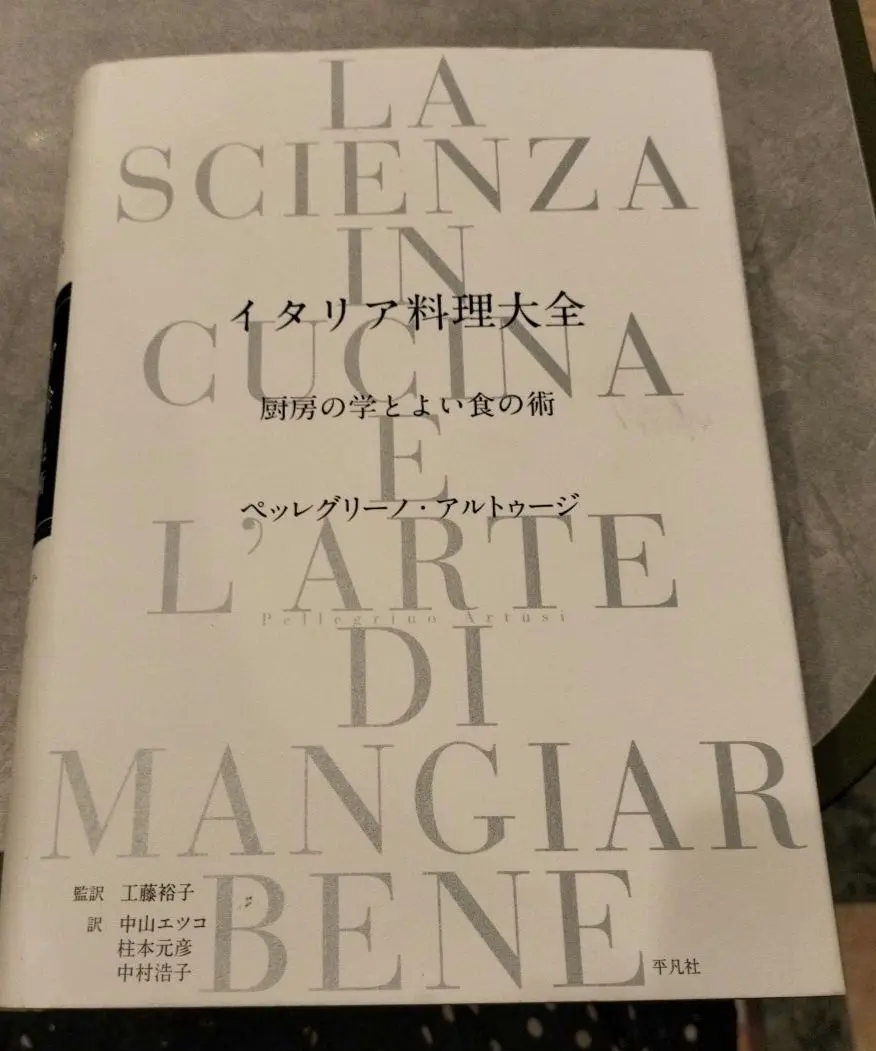 LA
SCIENZA
IN
イタリア料理大全
CUCINA
厨房の学とよい食の術
E
ペッレグリーノ・アルトゥージ
L'ARTE
Pellegrino Artusi
DI
MANGIAR
BENE
監訳 工藤裕子
訳 中山エツコ
柱本元彦
中村浩子
平凡社